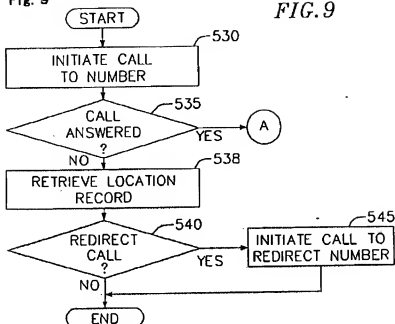 Fig. 9
FIG.9
START
530
INITIATE CALL
TO NUMBER
535
CALL
ANSWERED
?
YES
A
NO
538
RETRIEVE LOCATION
RECORD
540
REDIRECT
CALL
?
YES
545
INITIATE CALL TO
REDIRECT NUMBER
NO
END